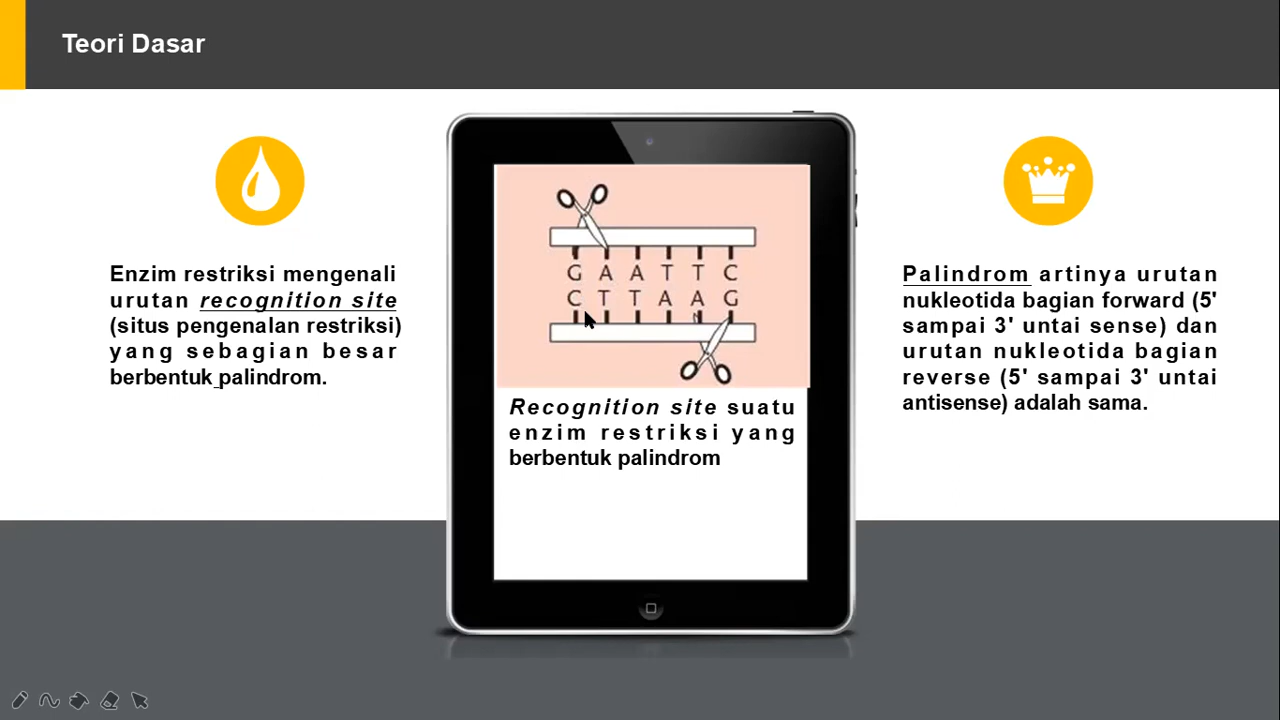 Teori Dasar
Enzim restriksi mengenali
urutan recognition site
(situs pengenalan restriksi)
yang sebagian besar
berbentuk palindrom.
G A A T T C
C T T A A G
Recognition site suatu
enzim restriksi yang
berbentuk palindrom
Palindrom artinya urutan
nukleotida bagian forward (5'
sampai 3' untai sense) dan
urutan nukleotida bagian
reverse (5' sampai 3' untai
antisense) adalah sama.